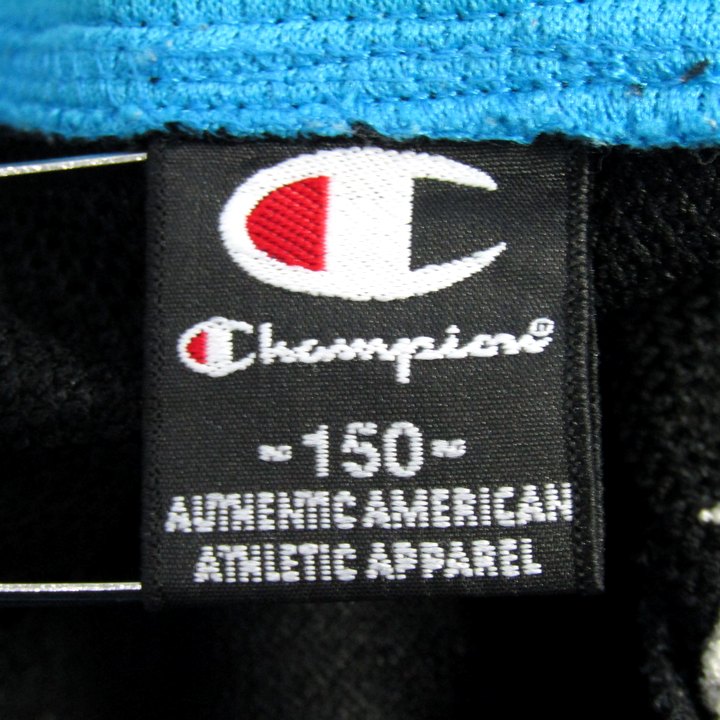 Champion®
~150~
AUTHENTIC AMERICAN
ATHLETIC APPAREL